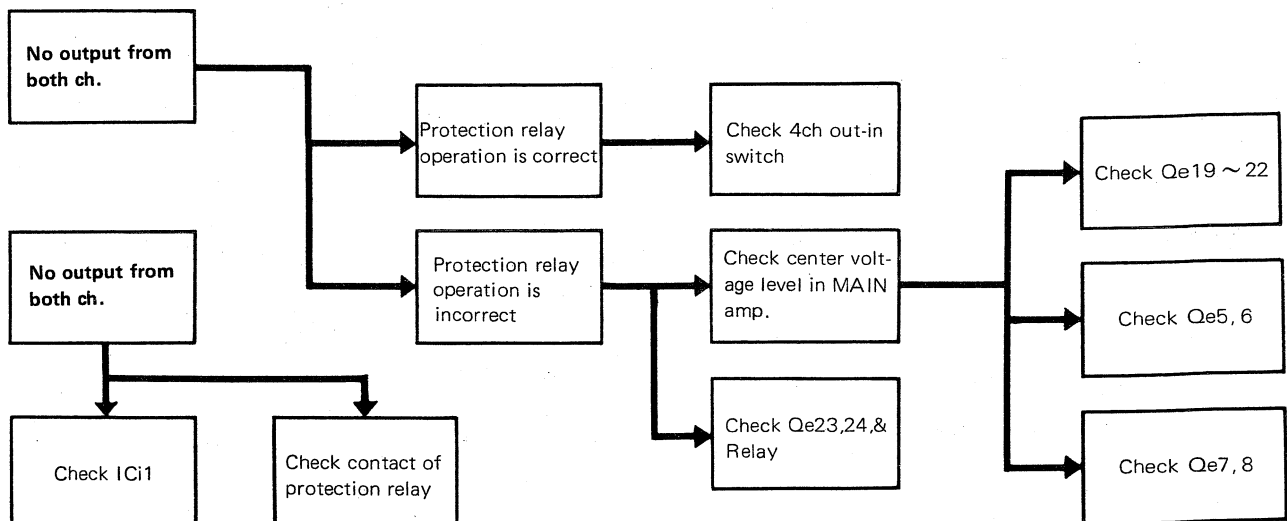 No output from
both ch.
Protection relay
operation is correct
Check 4ch out-in
switch
Check Qe19 ~ 22
No output from
both ch.
Protection relay
operation is
incorrect
Check center volt-
age level in MAIN
amp.
Check Qe5, 6
Check ICi1
Check contact of
protection relay
Check Qe23,24,&
Relay
Check Qe7, 8